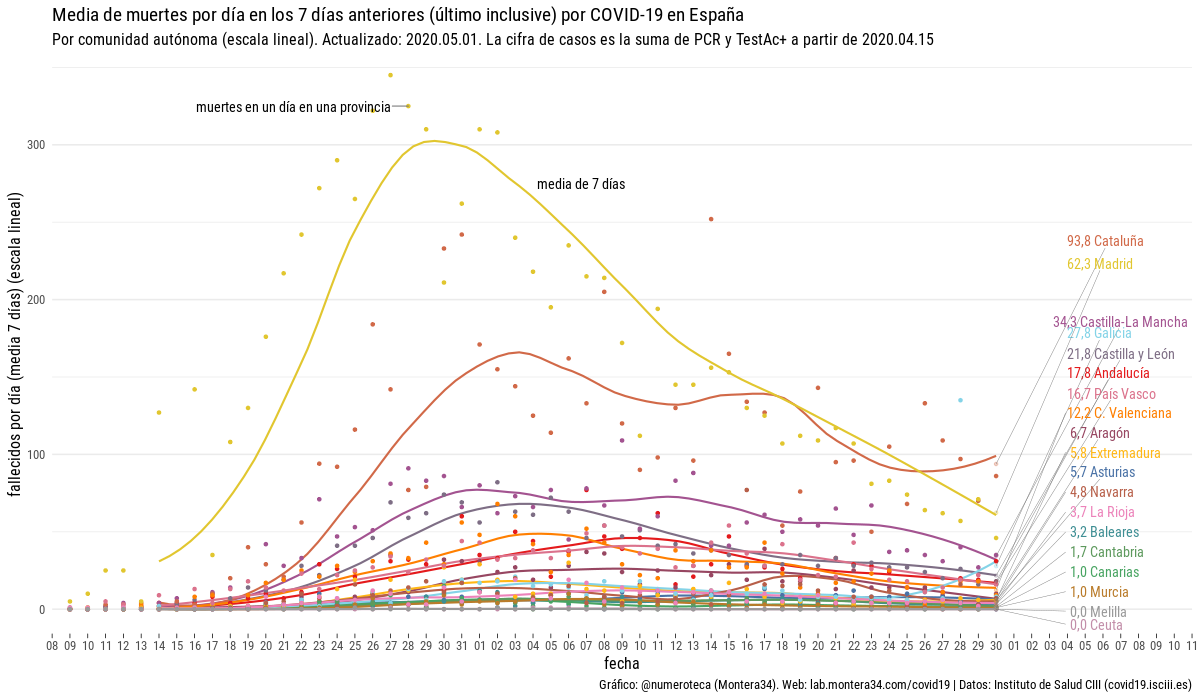 Media de muertes por día en los 7 días anteriores (último inclusive) por COVID-19 en España
Por comunidad autónoma (escala lineal). Actualizado: 2020.05.01. La cifra de casos es la suma de PCR y TestAc+ a partir de 2020.04.15
fallecidos por día (media 7 días) (escala lineal)
300
200
100
0
muertes en un día en una provincia
media de 7 días
93,8 Cataluña
62,3 Madrid
34,3 Castilla-La Mancha
27,8 Galicia
21,8 Castilla y León
17,8 Andalucía
16,7 País Vasco
12,2 C. Valenciana
6,7 Aragón
5,8 Extremadura
5,7 Asturias
4,8 Navarra
3,7 La Rioja
3,2 Baleares
1,7 Cantabria
1,0 Canarias
1,0 Murcia
0,0 Melilla
0,0 Ceuta
08 09 10 11 12 13 14 15 16 17 18 19 20 21 22 23 24 25 26 27 28 29 30 31 01 02 03 04 05 06 07 08 09 10 11 12 13 14 15 16 17 18 19 20 21 22 23 24 25 26 27 28 29 30 01 02 03 04 05 06 07 08 09 10 11
fecha
Gráfico: @numeroteca (Montera34). Web: lab.montera34.com/covid19 | Datos: Instituto de Salud CIII (covid19.isciii.es)